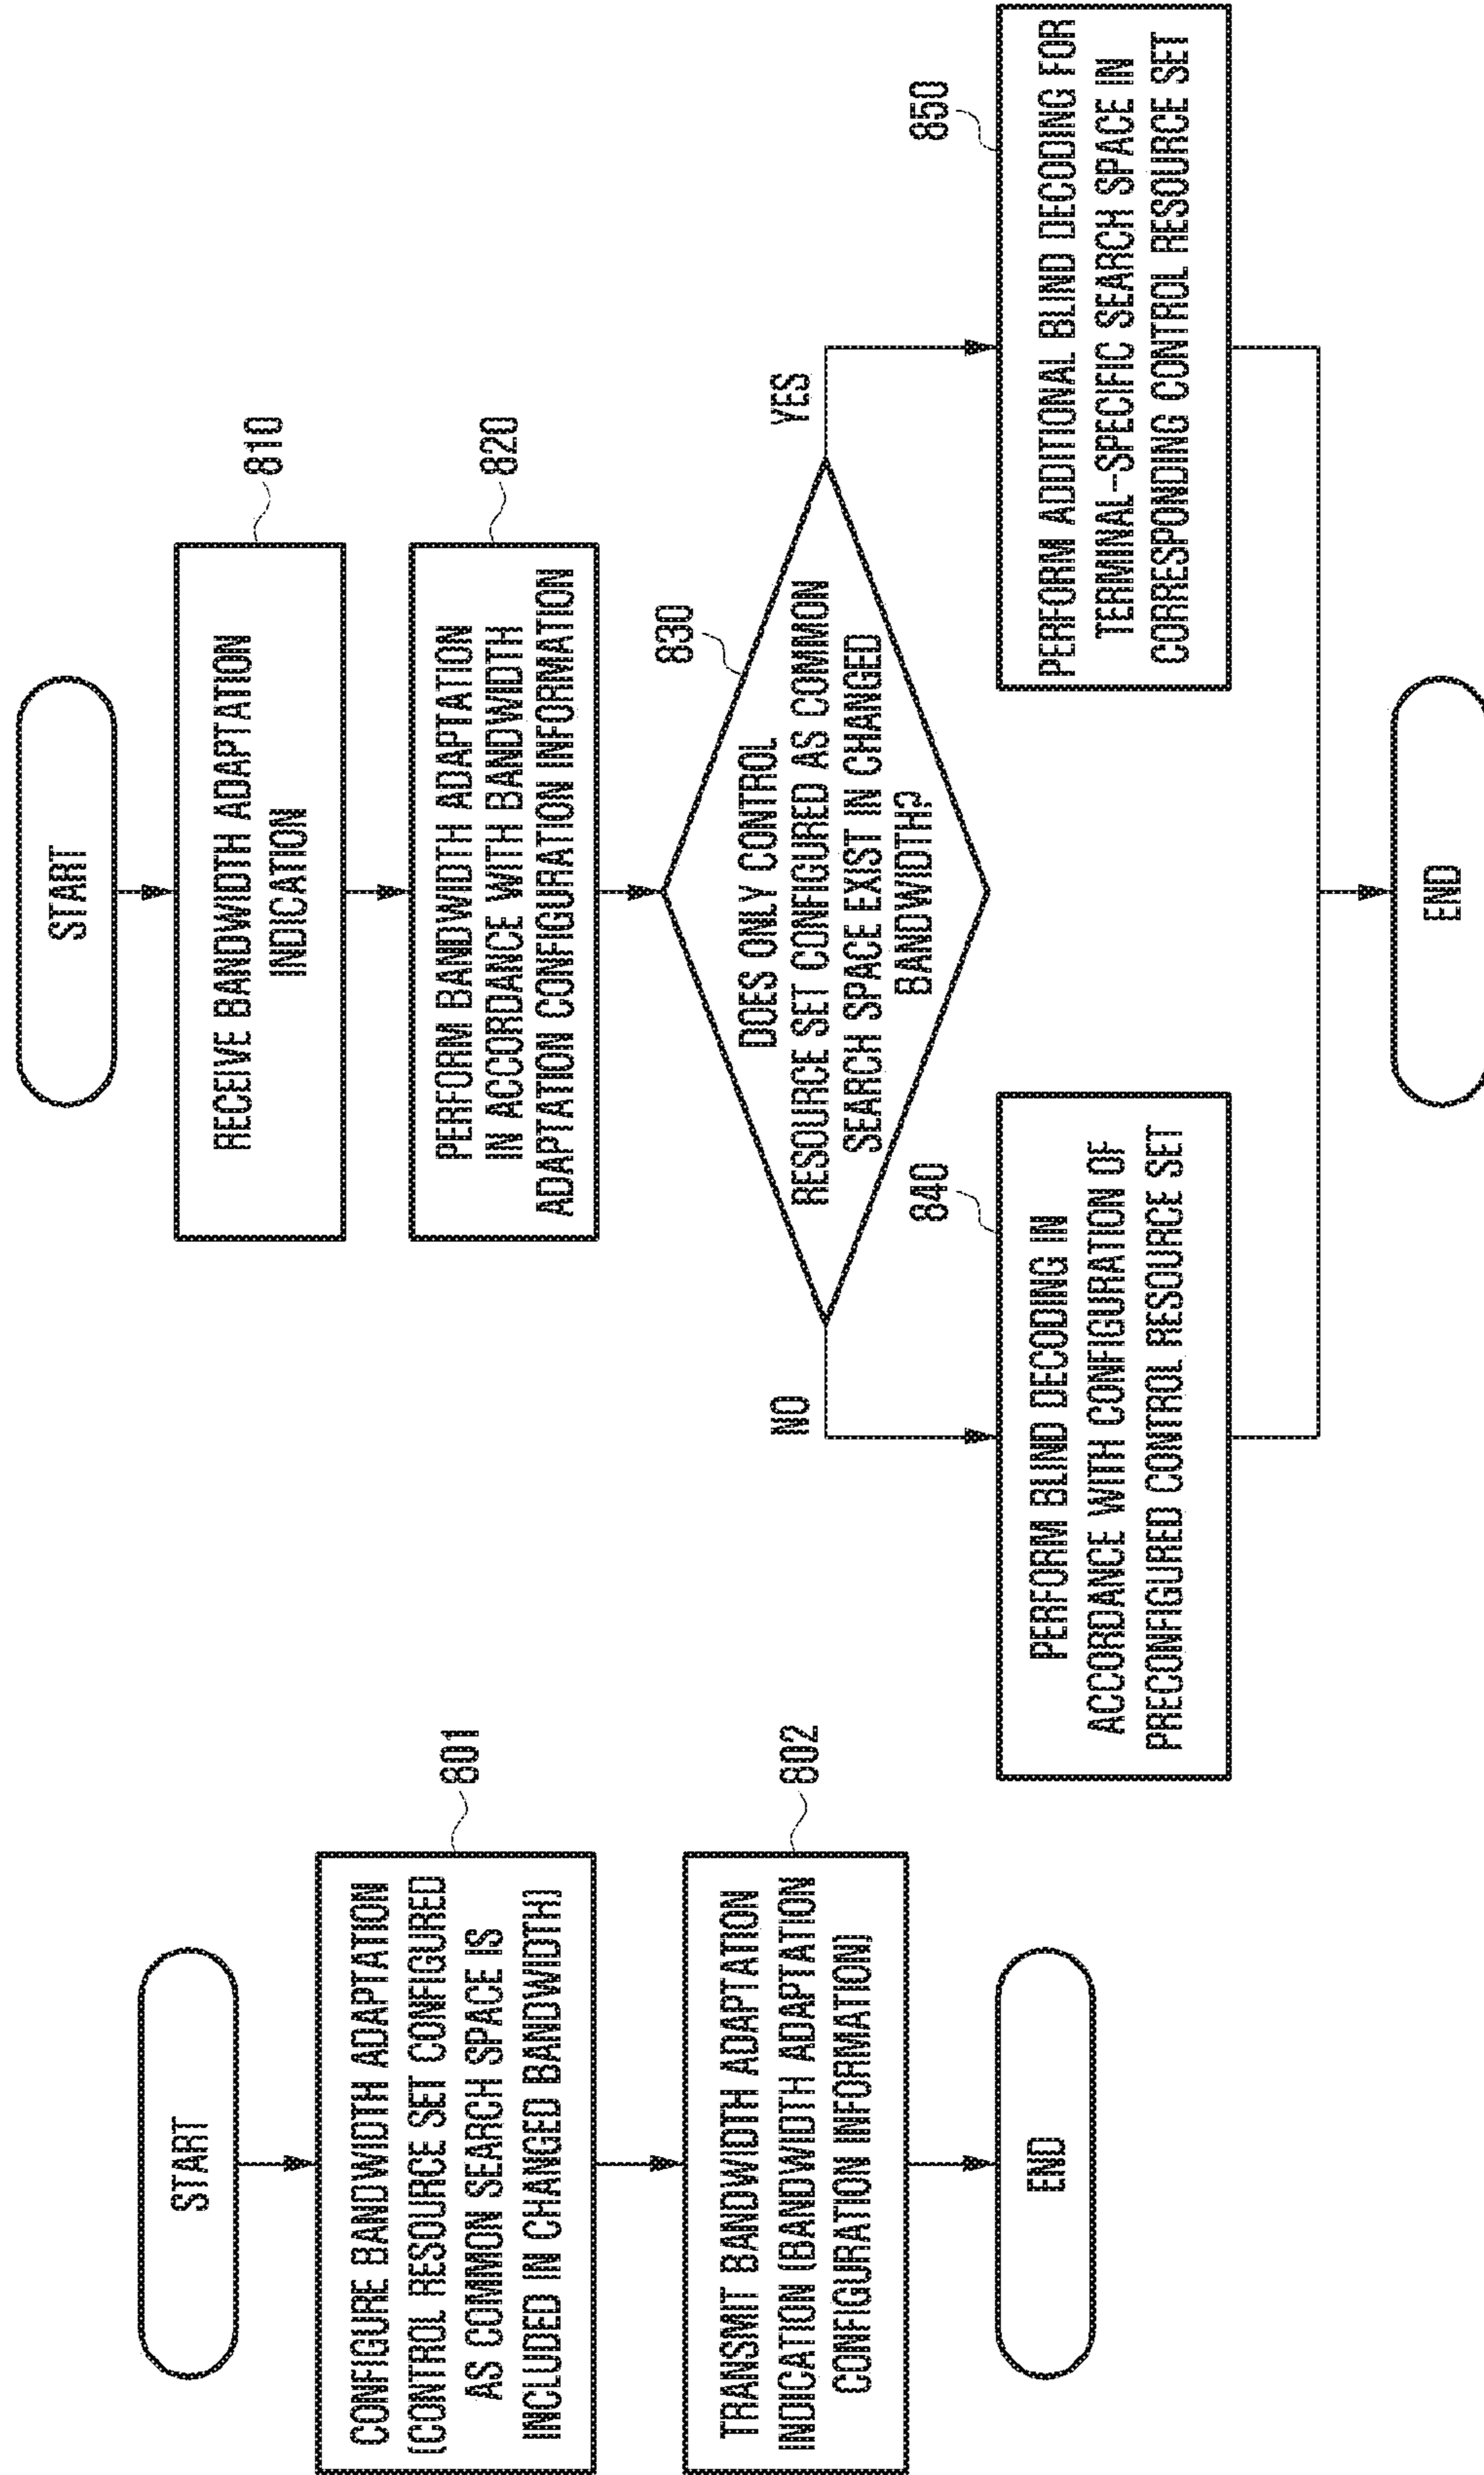 START
CONFIGURE BANDWIDTH ADAPTATION
(CONTROL RESOURCE SET CONFIGURED
AS COMMON SEARCH SPACE IS
INCLUDED IN CHANGED BANDWIDTH)
801
TRANSMIT BANDWIDTH ADAPTATION
INDICATION (BANDWIDTH ADAPTATION
CONFIGURATION INFORMATION)
802
END
START
RECEIVE BANDWIDTH ADAPTATION
INDICATION
810
PERFORM BANDWIDTH ADAPTATION
IN ACCORDANCE WITH BANDWIDTH
ADAPTATION CONFIGURATION INFORMATION
820
DOES ONLY CONTROL
RESOURCE SET CONFIGURED AS COMMON
SEARCH SPACE EXIST IN CHANGED
BANDWIDTH?
830
NO
YES
PERFORM BLIND DECODING IN
ACCORDANCE WITH CONFIGURATION OF
PRECONFIGURED CONTROL RESOURCE SET
840
PERFORM ADDITIONAL BLIND DECODING FOR
TERMINAL-SPECIFIC SEARCH SPACE IN
CORRESPONDING CONTROL RESOURCE SET
850
END